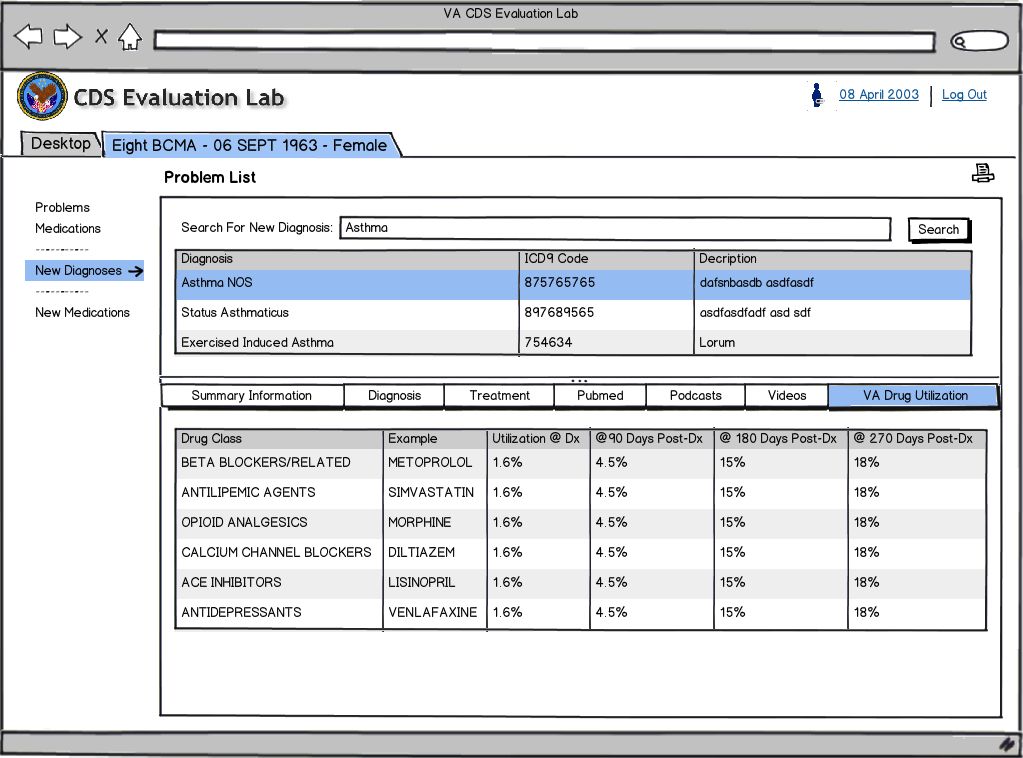 VA CDS Evaluation Lab
CDS Evaluation Lab
08 April 2003 | Log Out
Desktop
Eight BCMA - 06 SEPT 1963 - Female
Problem List
Problems
Medications
-----------
New Diagnoses
-----------
New Medications
Search For New Diagnosis: Asthma Search
Diagnosis ICD9 Code Decription
Asthma NOS 875765765 dafsnbasdb asdfasdf
Status Asthmaticus 897689565 asdfasdfadf asd sdf
Exercised Induced Asthma 754634 Lorum
Summary Information Diagnosis Treatment Pubmed Podcasts Videos VA Drug Utilization
Drug Class Example Utilization @ Dx @90 Days Post-Dx @ 180 Days Post-Dx @ 270 Days Post-Dx
BETA BLOCKERS/RELATED METOPROLOL 1.6% 4.5% 15% 18%
ANTILIPEMIC AGENTS SIMVASTATIN 1.6% 4.5% 15% 18%
OPIOID ANALGESICS MORPHINE 1.6% 4.5% 15% 18%
CALCIUM CHANNEL BLOCKERS DILTIAZEM 1.6% 4.5% 15% 18%
ACE INHIBITORS LISINOPRIL 1.6% 4.5% 15% 18%
ANTIDEPRESSANTS VENLAFAXINE 1.6% 4.5% 15% 18%